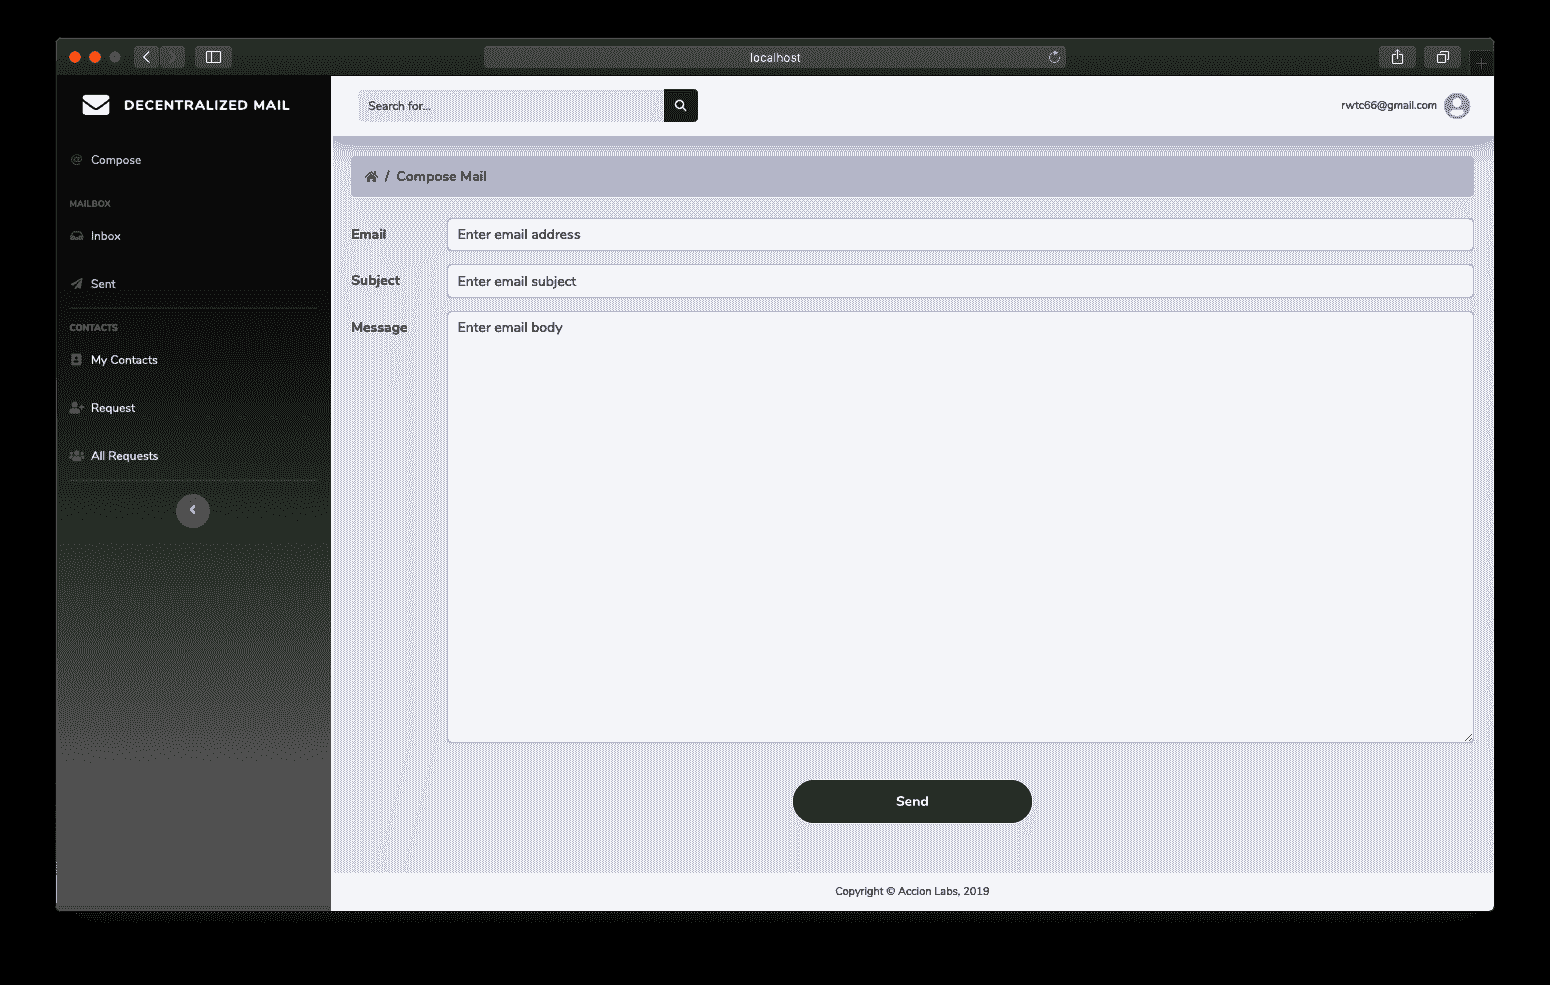 localhost
DECENTRALIZED MAIL
Search for...
rwtc66@gmail.com
Compose
MAILBOX
Inbox
Sent
CONTACTS
My Contacts
Request
All Requests
/ Compose Mail
Email
Enter email address
Subject
Enter email subject
Message
Enter email body
Send
Copyright © Accion Labs, 2019